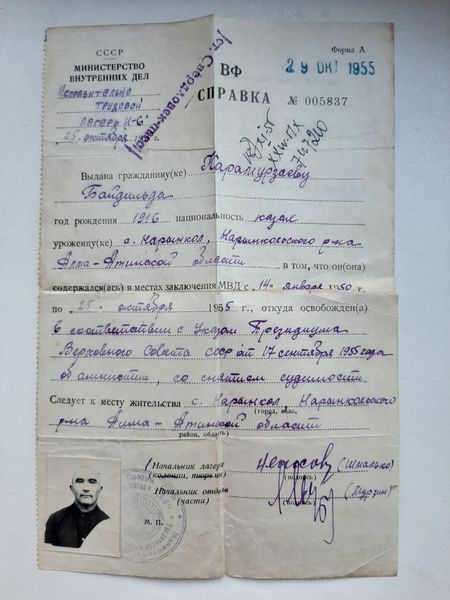 СССР
МИНИСТЕРСТВО
ВНУТРЕННИХ ДЕЛ
Исправительно
трудовой
лагерь И-6
"25" октября
Форма А
29 ОКТ 1955
ВФ
СПРАВКА № 005837
Выдана гражданину(ке) Карамурзаеву
Байдильда
год рождения 1916 национальность казах
уроженцу(ке) с. Нарынкол, Нарынкольского р-на
Алма-Атинской области, в том, что он(она)
содержался(ась) в местах заключения МВД с "14" января 1950 г.
по "25" октября 1955 г., откуда освобожден(а)
в соответствии с Указом Президиума
Верховного Совета СССР от 17 сентября 1955 года
об амнистии, со снятием судимости
Следует к месту жительства с. Нарынкол, Нарынкольского
(город, село,
р-на Алма-Атинской области
район, область)
Начальник лагеря
(колонии, тюрьмы)
(подпись)
Начальник отдела
(части)
(подпись)
М. П.